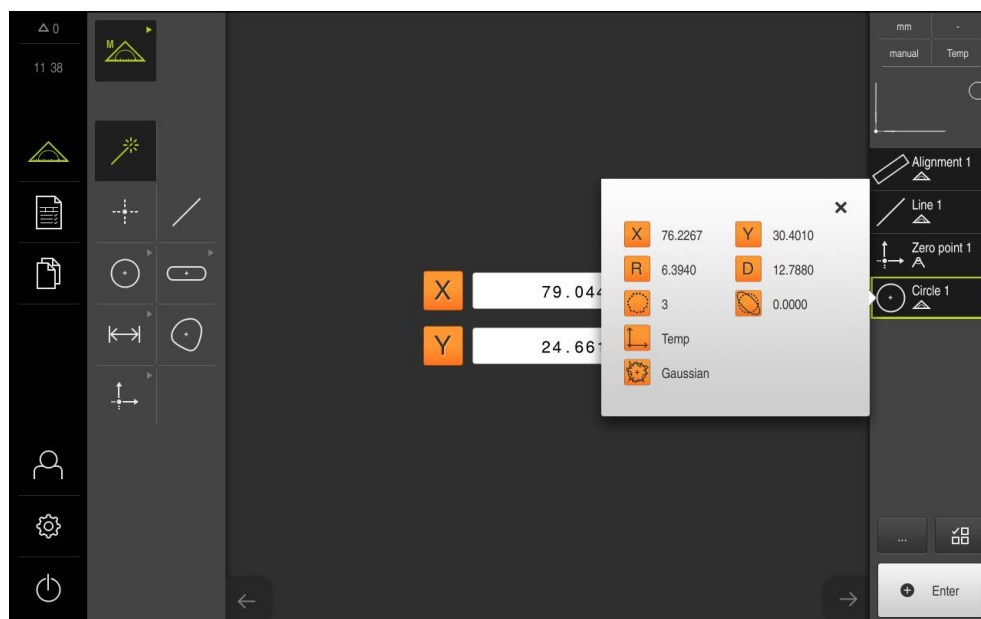 0
11 38
M
X 79.044
Y 24.661
X 76.2267 Y 30.4010
R 6.3940 D 12.7880
3 0.0000
Temp
Gaussian
mm -
manual Temp
Alignment 1
Line 1
Zero point 1
Circle 1
...
Enter